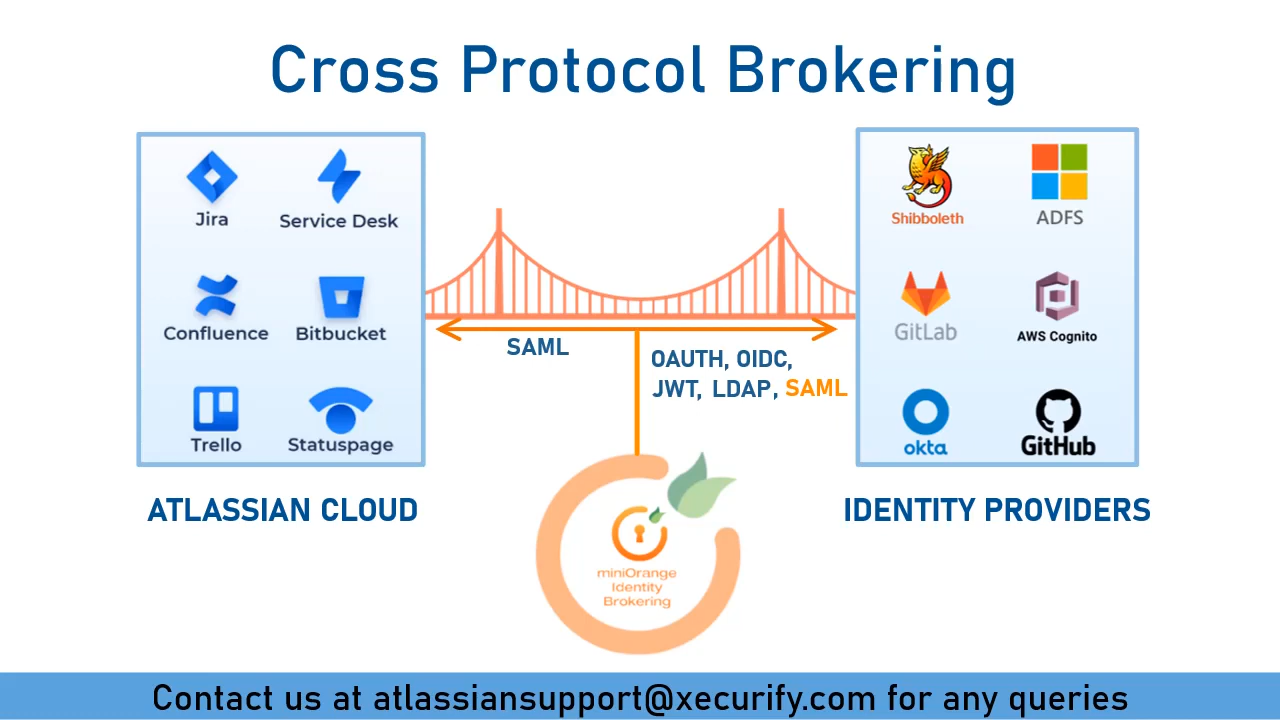 Cross Protocol Brokering
Jira
Service Desk
Confluence
Bitbucket
Trello
Statuspage
ATLASSIAN CLOUD
SAML
OAUTH, OIDC,
JWT, LDAP, SAML
miniOrange
Identity
Brokering
Shibboleth
ADFS
GitLab
AWS Cognito
okta
GitHub
IDENTITY PROVIDERS
Contact us at atlassiansupport@xecurify.com for any queries